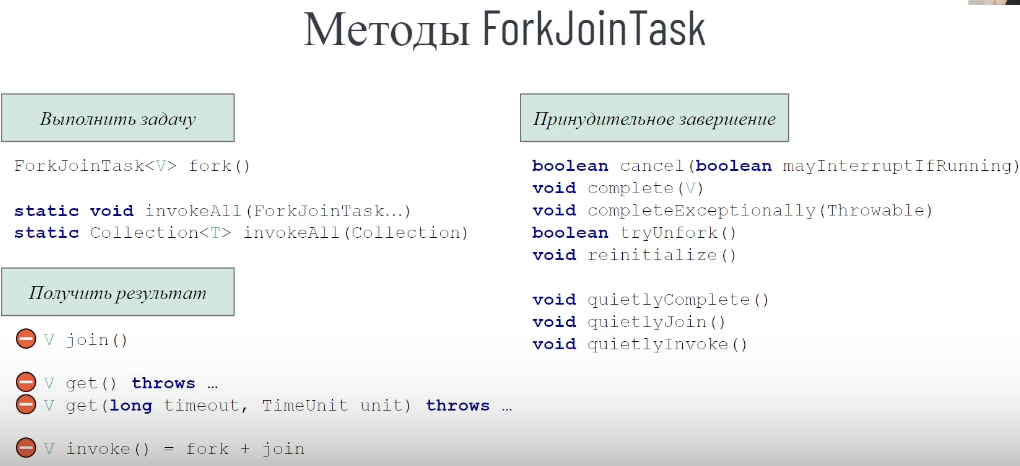 Методы ForkJoinTask
Выполнить задачу
ForkJoinTask<V> fork()
static void invokeAll(ForkJoinTask…)
static Collection<T> invokeAll(Collection)
Получить результат
V join()
V get() throws …
V get(long timeout, TimeUnit unit) throws …
V invoke() = fork + join
Принудительное завершение
boolean cancel(boolean mayInterruptIfRunning)
void complete(V)
void completeExceptionally(Throwable)
boolean tryUnfork()
void reinitialize()
void quietlyComplete()
void quietlyJoin()
void quietlyInvoke()